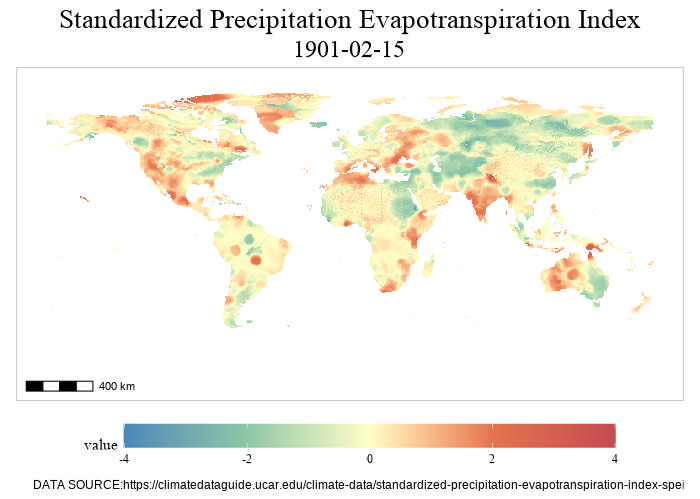 Standardized Precipitation Evapotranspiration Index
1901-02-15
400 km
value
-4 -2 0 2 4
DATA SOURCE:https://climatedataguide.ucar.edu/climate-data/standardized-precipitation-evapotranspiration-index-spei